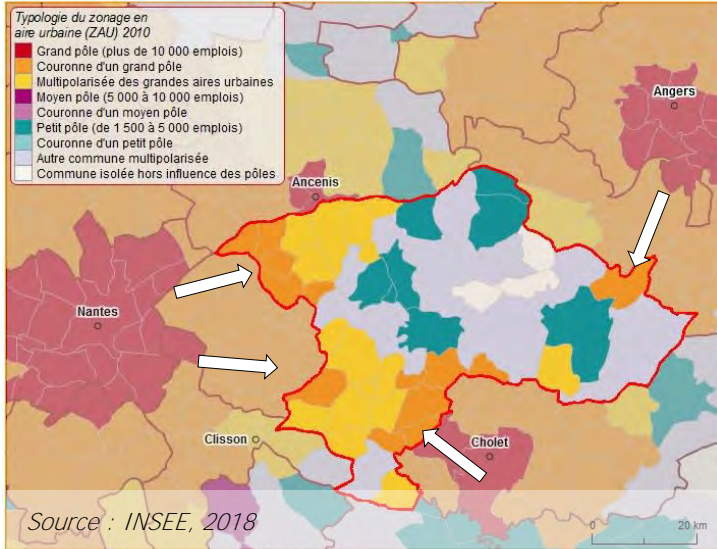 Typologie du zonage en
aire urbaine (ZAU) 2010
Grand pôle (plus de 10 000 emplois)
Couronne d'un grand pôle
Multipolarisée des grandes aires urbaines
Moyen pôle (5 000 à 10 000 emplois)
Couronne d'un moyen pôle
Petit pôle (de 1 500 à 5 000 emplois)
Couronne d'un petit pôle
Autre commune multipolarisée
Commune isolée hors influence des pôles
Angers
Ancenis
Nantes
Clisson
Cholet
Source : INSEE, 2018
0 20 km